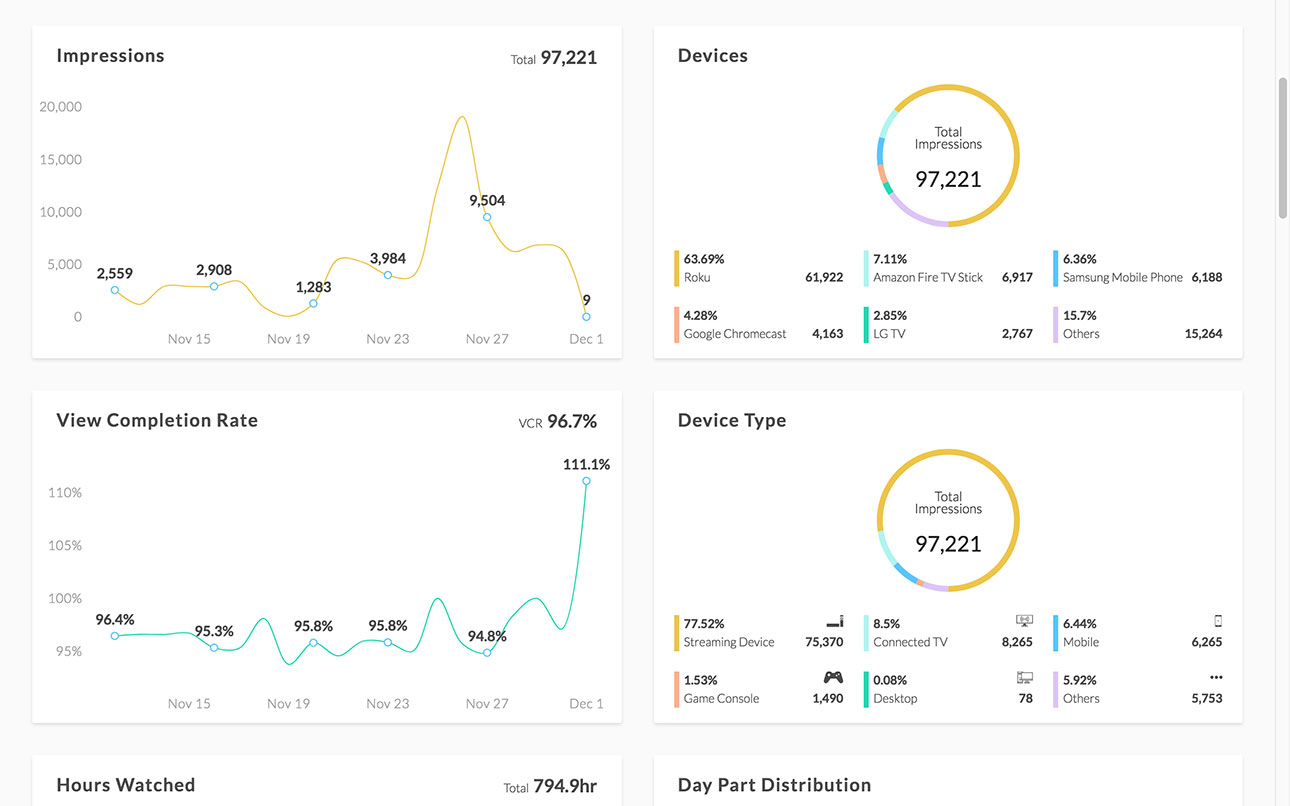 Impressions
Total 97,221
20,000
15,000
10,000
5,000
0
2,559
2,908
1,283
3,984
9,504
9
Nov 15
Nov 19
Nov 23
Nov 27
Dec 1
Devices
Total
Impressions
97,221
63.69%
Roku 61,922
7.11%
Amazon Fire TV Stick 6,917
6.36%
Samsung Mobile Phone 6,188
4.28%
Google Chromecast 4,163
2.85%
LG TV 2,767
15.7%
Others 15,264
View Completion Rate
VCR 96.7%
110%
105%
100%
95%
96.4%
95.3%
95.8%
95.8%
94.8%
111.1%
Nov 15
Nov 19
Nov 23
Nov 27
Dec 1
Device Type
Total
Impressions
97,221
77.52%
Streaming Device 75,370
8.5%
Connected TV 8,265
6.44%
Mobile 6,265
1.53%
Game Console 1,490
0.08%
Desktop 78
5.92%
Others 5,753
Hours Watched
Total 794.9hr
Day Part Distribution